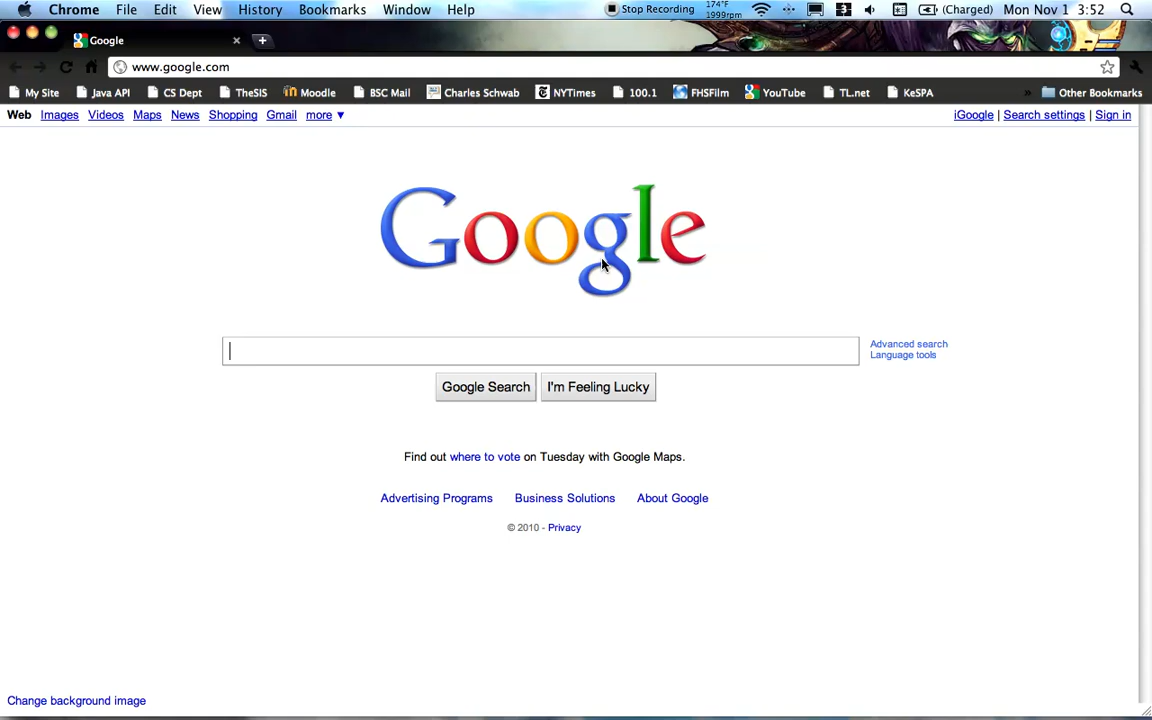 Chrome File Edit View History Bookmarks Window Help Stop Recording 174°F 1999rpm 3 (Charged) Mon Nov 1 3:52
Google
www.google.com
My Site Java API CS Dept TheSIS Moodle BSC Mail Charles Schwab NYTimes 100.1 FHSFilm YouTube TL.net KeSPA » Other Bookmarks
Web Images Videos Maps News Shopping Gmail more ▼ iGoogle | Search settings | Sign in
Google
Advanced search
Language tools
Google Search I'm Feeling Lucky
Find out where to vote on Tuesday with Google Maps.
Advertising Programs Business Solutions About Google
© 2010 - Privacy
Change background image